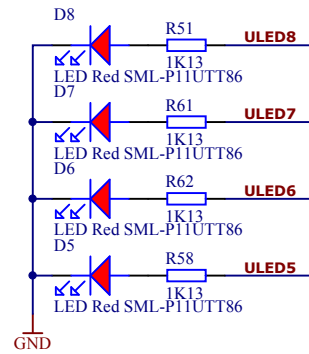 D8
R51
ULED8
1K13
LED Red SML-P11UTT86
D7
R61
ULED7
1K13
LED Red SML-P11UTT86
D6
R62
ULED6
1K13
LED Red SML-P11UTT86
D5
R58
ULED5
1K13
LED Red SML-P11UTT86
GND